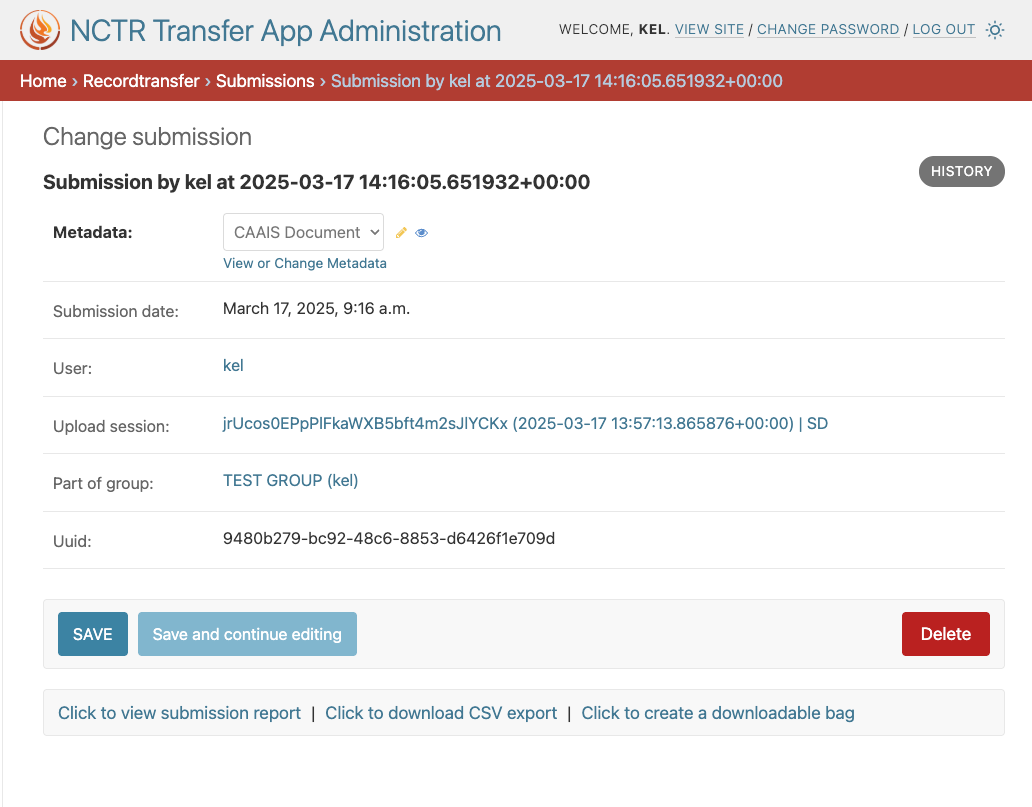 NCTR Transfer App Administration
WELCOME, KEL. VIEW SITE / CHANGE PASSWORD / LOG OUT
Home › Recordtransfer › Submissions › Submission by kel at 2025-03-17 14:16:05.651932+00:00
Change submission
Submission by kel at 2025-03-17 14:16:05.651932+00:00
HISTORY
Metadata: CAAIS Document
View or Change Metadata
Submission date: March 17, 2025, 9:16 a.m.
User: kel
Upload session: jrUcos0EPpPlFkaWXB5bft4m2sJlYCKx (2025-03-17 13:57:13.865876+00:00) | SD
Part of group: TEST GROUP (kel)
Uuid: 9480b279-bc92-48c6-8853-d6426f1e709d
SAVE Save and continue editing Delete
Click to view submission report | Click to download CSV export | Click to create a downloadable bag